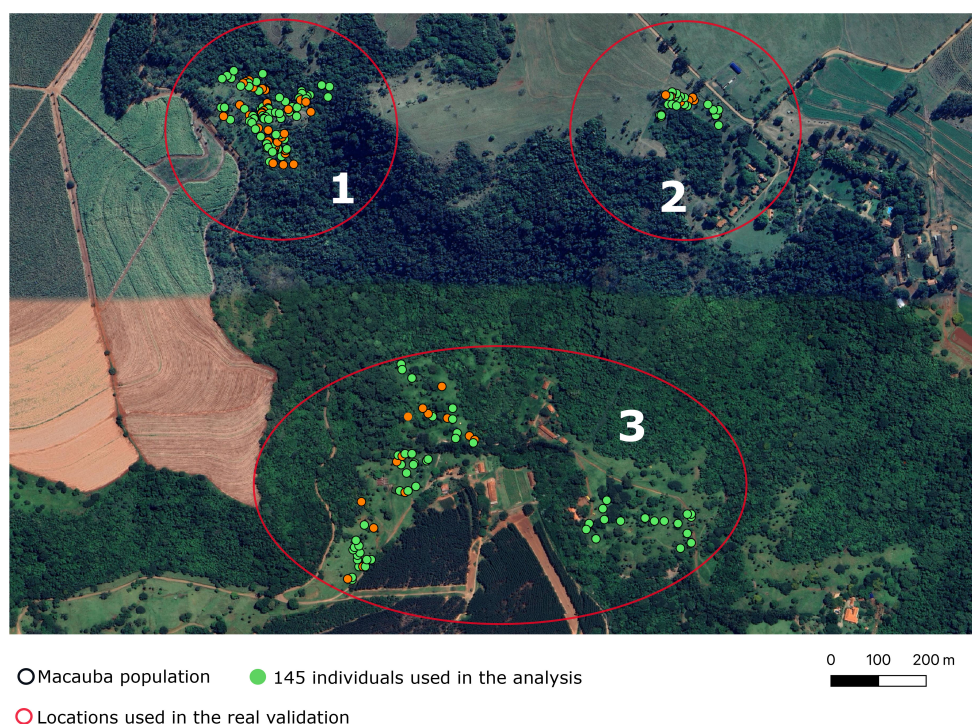 1
2
3
Macauba population
145 individuals used in the analysis
0 100 200 m
Locations used in the real validation